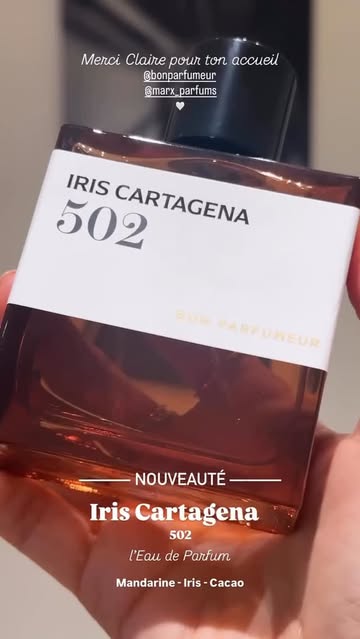 Merci Claire pour ton accueil
@bonparfumeur
@marx_parfums
IRIS CARTAGENA
502
BON PARFUMEUR
NOUVEAUTÉ
Iris Cartagena
502
l'Eau de Parfum
Mandarine - Iris - Cacao